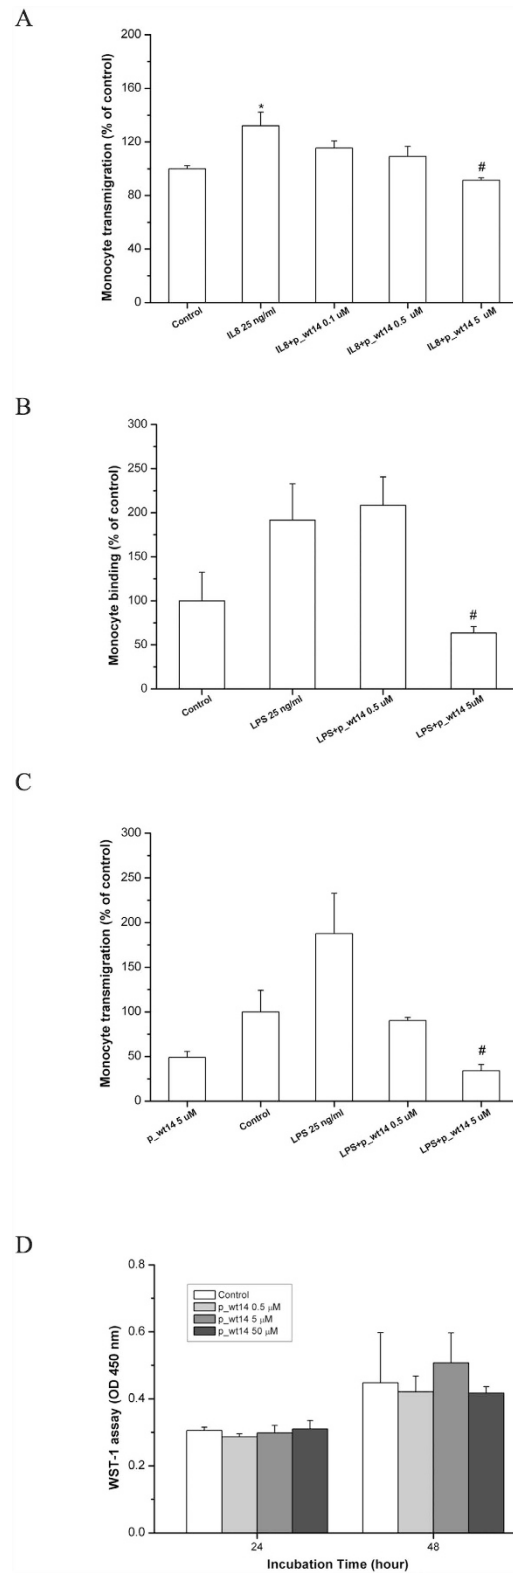 A
Monocyte transmigration (% of control)
200
160
120
80
40
0
*
#
Control
IL8 25 ng/ml
IL8+p_wt14 0.1 uM
IL8+p_wt14 0.5 uM
IL8+p_wt14 5 uM
B
Monocyte binding (% of control)
300
250
200
150
100
50
0
#
Control
LPS 25 ng/ml
LPS+p_wt14 0.5 uM
LPS+p_wt14 5uM
C
Monocyte transmigration (% of control)
300
250
200
150
100
50
0
#
p_wt14 5 uM
Control
LPS 25 ng/ml
LPS+p_wt14 0.5 uM
LPS+p_wt14 5 uM
D
WST-1 assay (OD 450 nm)
0.8
0.6
0.4
0.2
0.0
Control
p_wt14 0.5 μM
p_wt14 5 μM
p_wt14 50 μM
24
48
Incubation Time (hour)